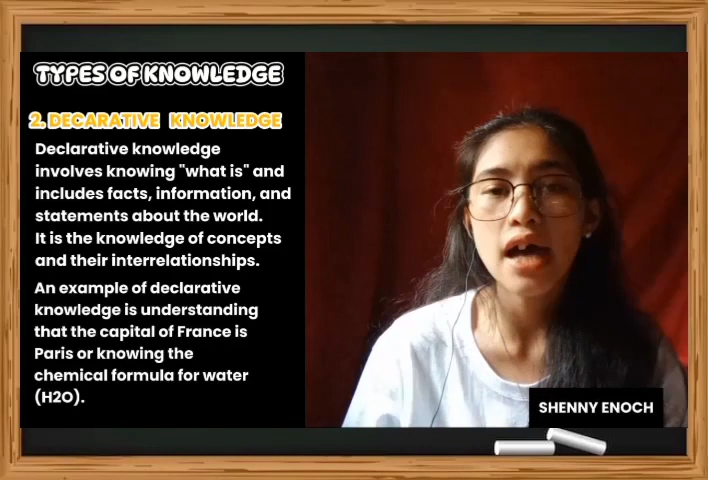 TYPES OF KNOWLEDGE
2. DECARATIVE KNOWLEDGE
Declarative knowledge
involves knowing "what is" and
includes facts, information, and
statements about the world.
It is the knowledge of concepts
and their interrelationships.
An example of declarative
knowledge is understanding
that the capital of France is
Paris or knowing the
chemical formula for water
(H2O).
SHENNY ENOCH